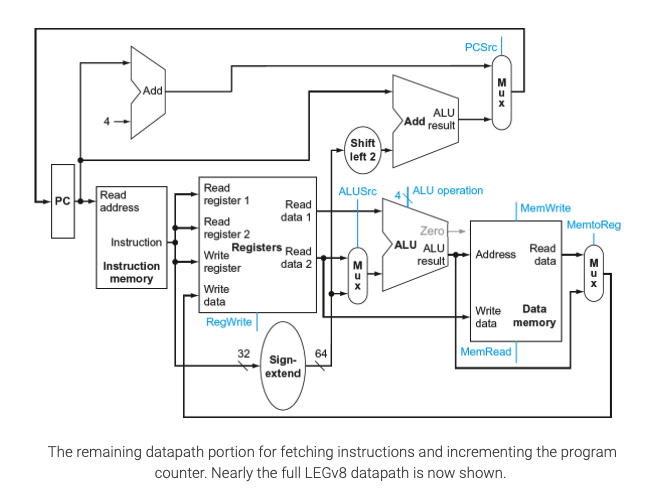 PCSrc
Add
4
M
u
x
Add
ALU
result
Shift
left 2
PC
Read
address
Instruction
Instruction
memory
Read
register 1
Read
register 2
Write
register
Write
data
Registers
Read
data 1
Read
data 2
RegWrite
ALUSrc
M
u
x
4
ALU operation
Zero
ALU
ALU
result
MemWrite
Address
Read
data
Write
data
Data
memory
MemRead
MemtoReg
M
u
x
32
Sign-
extend
64
The remaining datapath portion for fetching instructions and incrementing the program
counter. Nearly the full LEGv8 datapath is now shown.